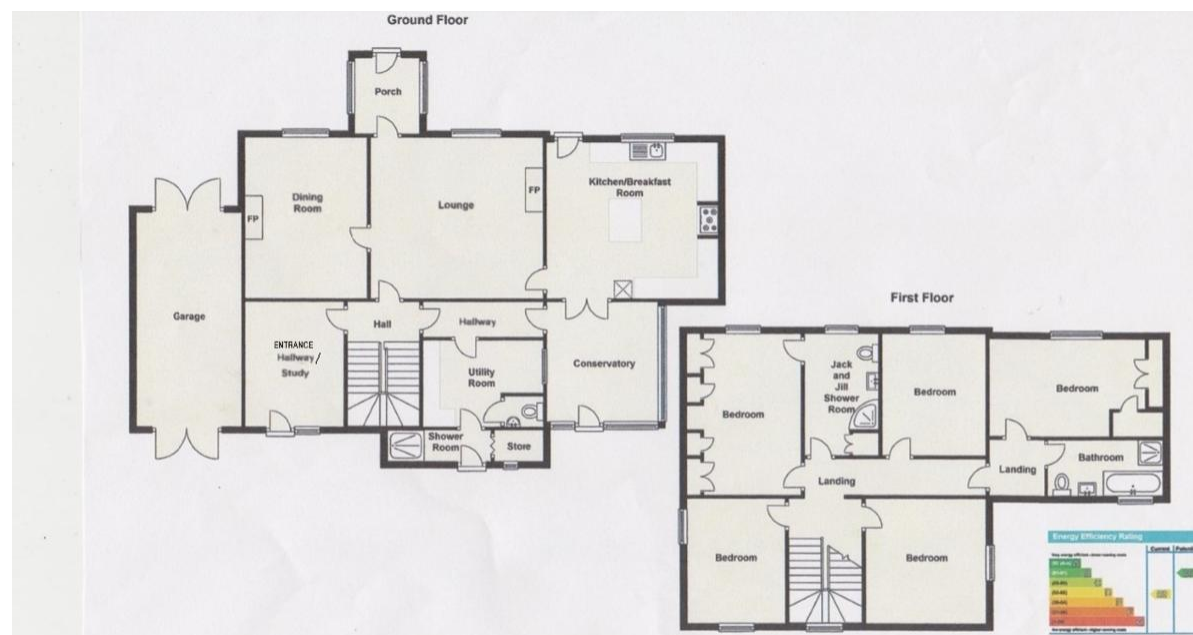 Ground Floor
Porch
Dining
Room
FP
Lounge
FP
Kitchen/Breakfast
Room
Garage
ENTRANCE
Hallway/
Study
Hall
Hallway
Utility
Room
Conservatory
Shower
Room
Store
First Floor
Bedroom
Jack
and
Jill
Shower
Room
Bedroom
Bedroom
Landing
Landing
Bathroom
Bedroom
Bedroom
Energy Efficiency Rating
Current